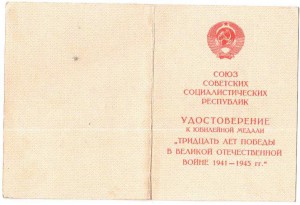 СОЮЗ
СОВЕТСКИХ
СОЦИАЛИСТИЧЕСКИХ
РЕСПУБЛИК
УДОСТОВЕРЕНИЕ
К ЮБИЛЕЙНОЙ МЕДАЛИ
„ТРИДЦАТЬ ЛЕТ ПОБЕДЫ
В ВЕЛИКОЙ ОТЕЧЕСТВЕННОЙ
ВОЙНЕ 1941—1945 гг."